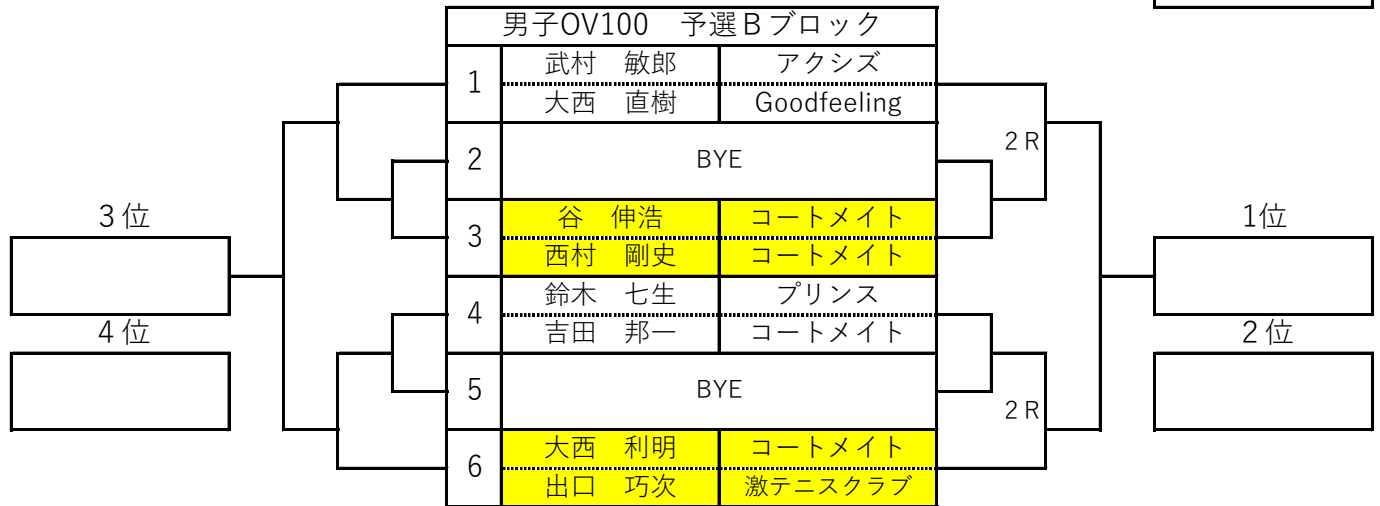 男子OV100　予選Ｂブロック
1 武村　敏郎 アクシズ
大西　直樹 Goodfeeling
2 BYE
2Ｒ
3 谷　伸浩 コートメイト
西村　剛史 コートメイト
３位
1位
4 鈴木　七生 プリンス
吉田　邦一 コートメイト
４位
２位
5 BYE
2Ｒ
6 大西　利明 コートメイト
出口　巧次 激テニスクラブ